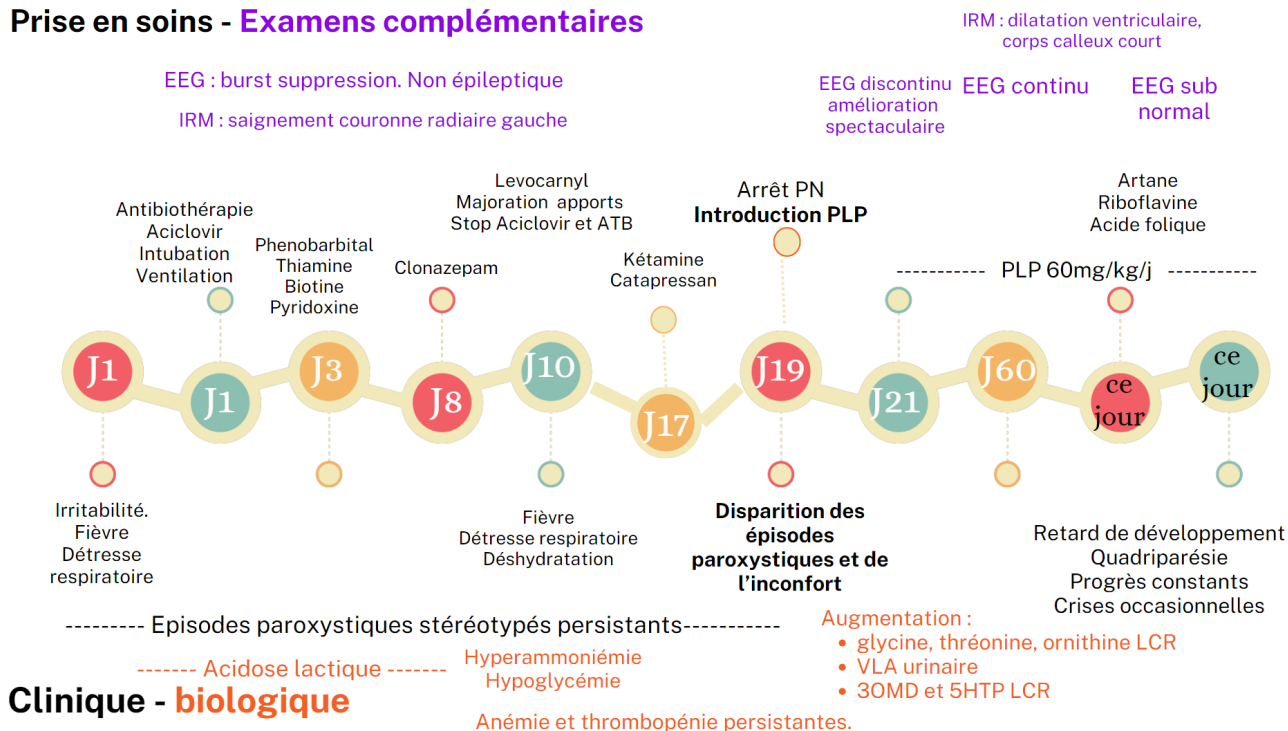 Prise en soins - Examens complémentaires
IRM : dilatation ventriculaire,
corps calleux court
EEG : burst suppression. Non épileptique
IRM : saignement couronne radiaire gauche
EEG discontinu
amélioration
spectaculaire
EEG continu
EEG sub
normal
Antibiothérapie
Aciclovir
Intubation
Ventilation
Phenobarbital
Thiamine
Biotine
Pyridoxine
Clonazepam
Levocarnyl
Majoration apports
Stop Aciclovir et ATB
Kétamine
Catapressan
Arrêt PN
Introduction PLP
Artane
Riboflavine
Acide folique
---------- PLP 60mg/kg/j ----------
J1
J1
J3
J8
J10
J17
J19
J21
J60
ce
jour
ce
jour
Irritabilité.
Fièvre
Détresse
respiratoire
Fièvre
Détresse respiratoire
Déshydratation
Disparition des
épisodes
paroxystiques et de
l'inconfort
Retard de développement
Quadriparésie
Progrès constants
Crises occasionnelles
--------- Episodes paroxystiques stéréotypés persistants-----------
------- Acidose lactique -------
Hyperammoniémie
Hypoglycémie
Augmentation :
• glycine, thréonine, ornithine LCR
• VLA urinaire
• 3OMD et 5HTP LCR
Clinique - biologique
Anémie et thrombopénie persistantes.